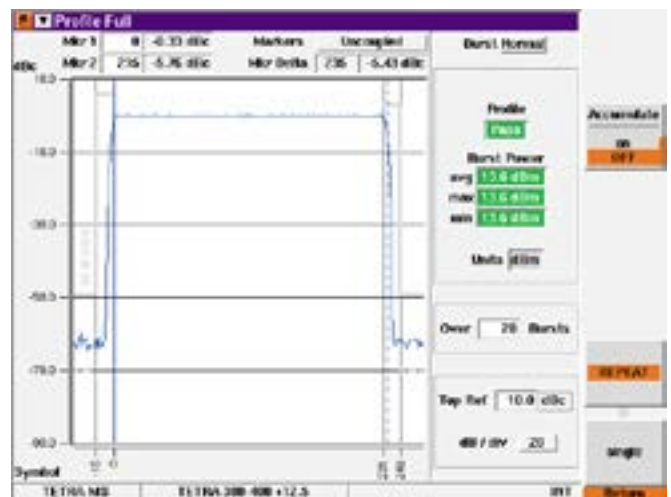 Profile Full
Mkr 1 0 -0.33 dBc Markers Uncoupled
Mkr 2 236 -5.76 dBc Mkr Delta 236 -5.43 dBc
dBc
10.0
-10.0
-30.0
-50.0
-70.0
-90.0
Symbol
0
TETRA MS TETRA 380-400 +12.5 INT
Burst Normal
Profile
Pass
Burst Power
avg 13.6 dBm
max 13.6 dBm
min 13.6 dBm
Units dBm
Over 20 Bursts
Top Ref 10.0 dBc
dB / div 20
Accumulate
on
OFF
REPEAT
single
Return